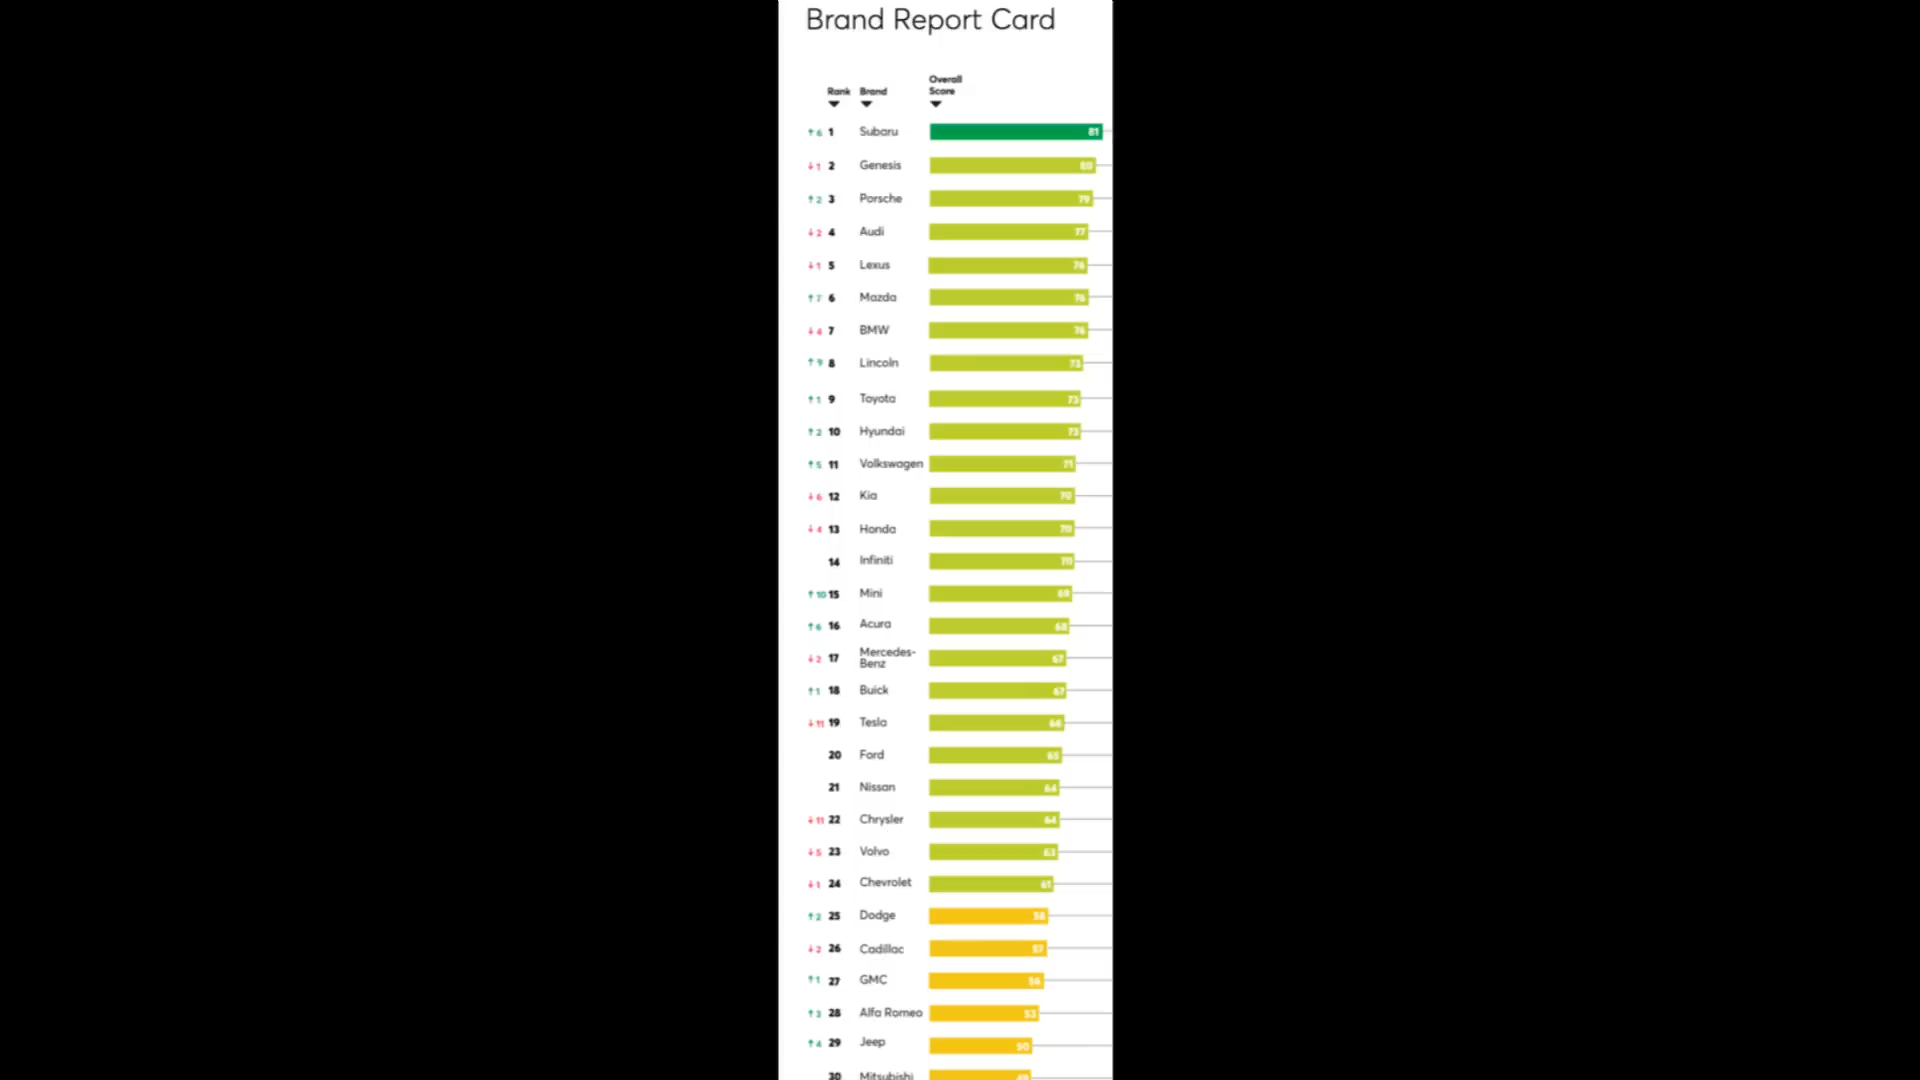 Brand Report Card
Overall
Rank Brand Score
↑6 1 Subaru 81
↓1 2 Genesis 80
↑2 3 Porsche 79
↓2 4 Audi 77
↓1 5 Lexus 76
↑7 6 Mazda 76
↓4 7 BMW 76
↑9 8 Lincoln 73
↑1 9 Toyota 73
↑2 10 Hyundai 73
↑5 11 Volkswagen 71
↓6 12 Kia 70
↓4 13 Honda 70
14 Infiniti 70
↑10 15 Mini 69
↑6 16 Acura 68
↓2 17 Mercedes-
Benz 67
↑1 18 Buick 67
↓11 19 Tesla 66
20 Ford 65
21 Nissan 64
↓11 22 Chrysler 64
↓5 23 Volvo 63
↓1 24 Chevrolet 61
↑2 25 Dodge 58
↓2 26 Cadillac 57
↑1 27 GMC 56
↑3 28 Alfa Romeo 53
↑4 29 Jeep 50
30 Mitsubishi